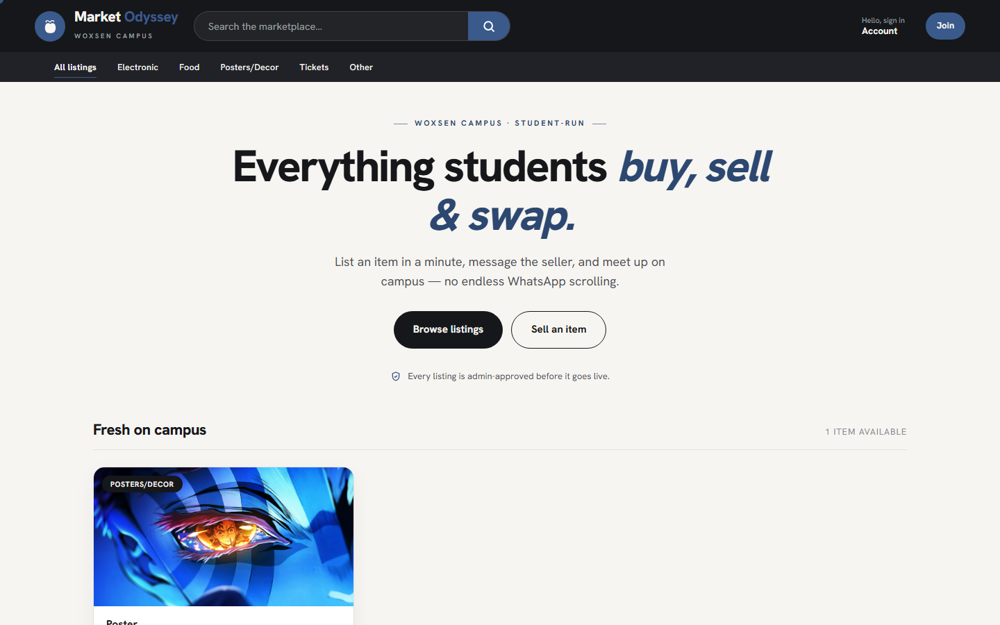 Market Odyssey
WOXSEN CAMPUS
Search the marketplace...
Hello, sign in
Account
Join
All listings
Electronic
Food
Posters/Decor
Tickets
Other
WOXSEN CAMPUS · STUDENT-RUN
Everything students buy, sell
& swap.
List an item in a minute, message the seller, and meet up on
campus — no endless WhatsApp scrolling.
Browse listings
Sell an item
Every listing is admin-approved before it goes live.
Fresh on campus
1 ITEM AVAILABLE
POSTERS/DECOR
Poster